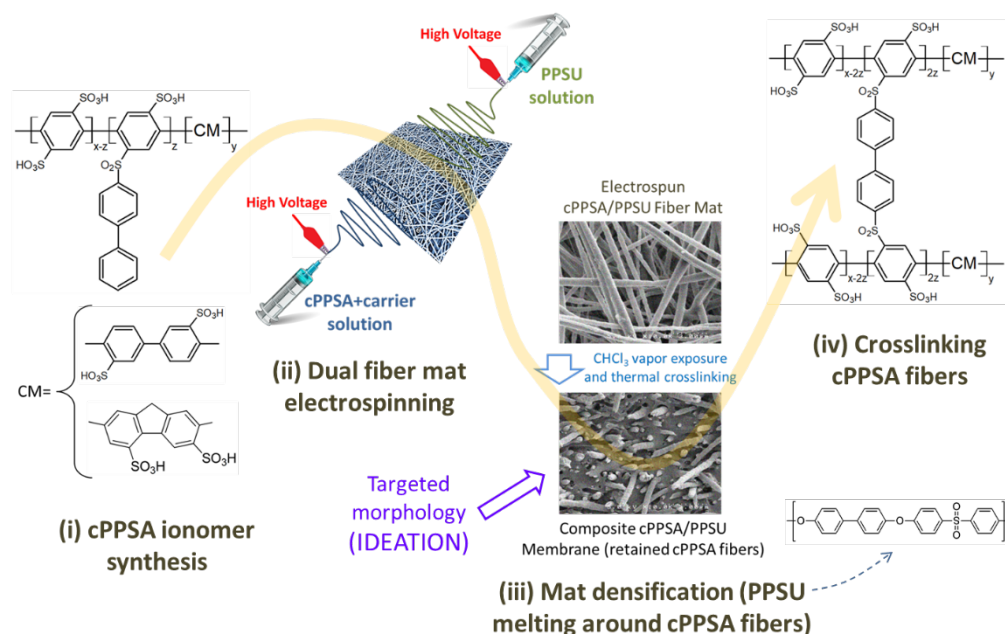 High Voltage
PPSU
solution
SO₃H
SO₃H
CM
x-z
z
y
HO₃S
SO₂
High Voltage
cPPSA+carrier
solution
(ii) Dual fiber mat
electrospinning
SO₃H
HO₃S
CM=
SO₃H
SO₃H
(i) cPPSA ionomer
synthesis
Electrospun
cPPSA/PPSU Fiber Mat
CHCl₃ vapor exposure
and thermal crosslinking
Targeted
morphology
(IDEATION)
Composite cPPSA/PPSU
Membrane (retained cPPSA fibers)
(iii) Mat densification (PPSU
melting around cPPSA fibers)
SO₃H
SO₃H
CM
x-2z
2z
y
HO₃S
SO₂
HO₃S
SO₂
CM
x-2z
2z
y
SO₃H
SO₃H
(iv) Crosslinking
cPPSA fibers
O
O
S
O
O